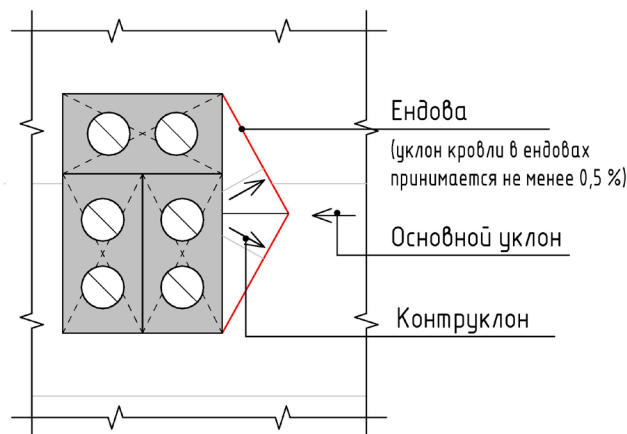 Ендова
(уклон кровли в ендовах
принимается не менее 0,5 %)
Основной уклон
Контруклон